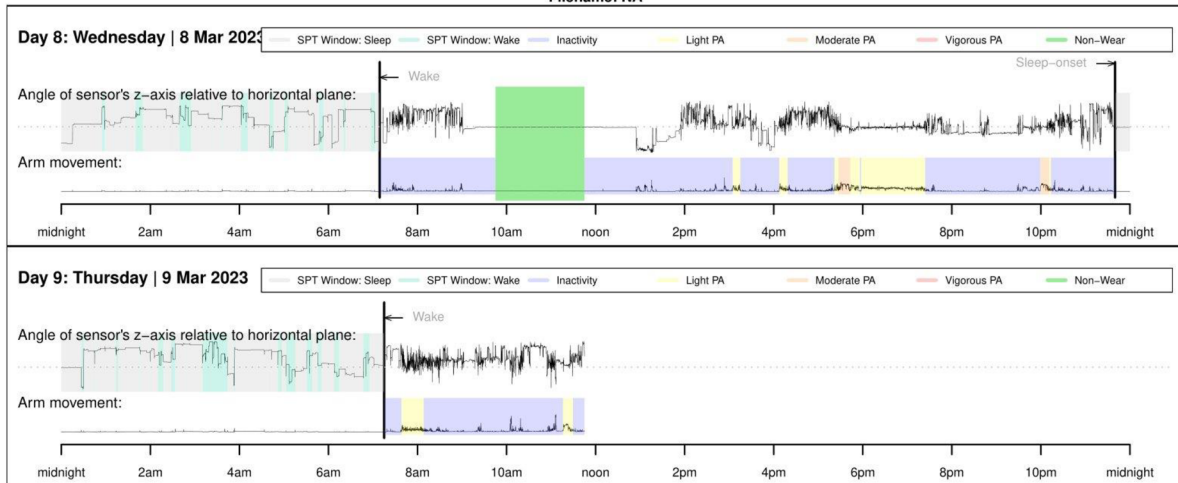 Filename: NA
Day 8: Wednesday | 8 Mar 2023
SPT Window: Sleep SPT Window: Wake Inactivity Light PA Moderate PA Vigorous PA Non−Wear
Wake Sleep−onset
Angle of sensor's z−axis relative to horizontal plane:
Arm movement:
midnight 2am 4am 6am 10am noon 2pm 4pm 6pm 8pm 10pm midnight
Day 9: Thursday | 9 Mar 2023
SPT Window: Sleep SPT Window: Wake Inactivity Light PA Moderate PA Vigorous PA Non−Wear
Wake
Angle of sensor's z−axis relative to horizontal plane:
Arm movement:
midnight 2am 4am 6am 8am 10am noon 2pm 4pm 6pm 8pm 10pm midnight